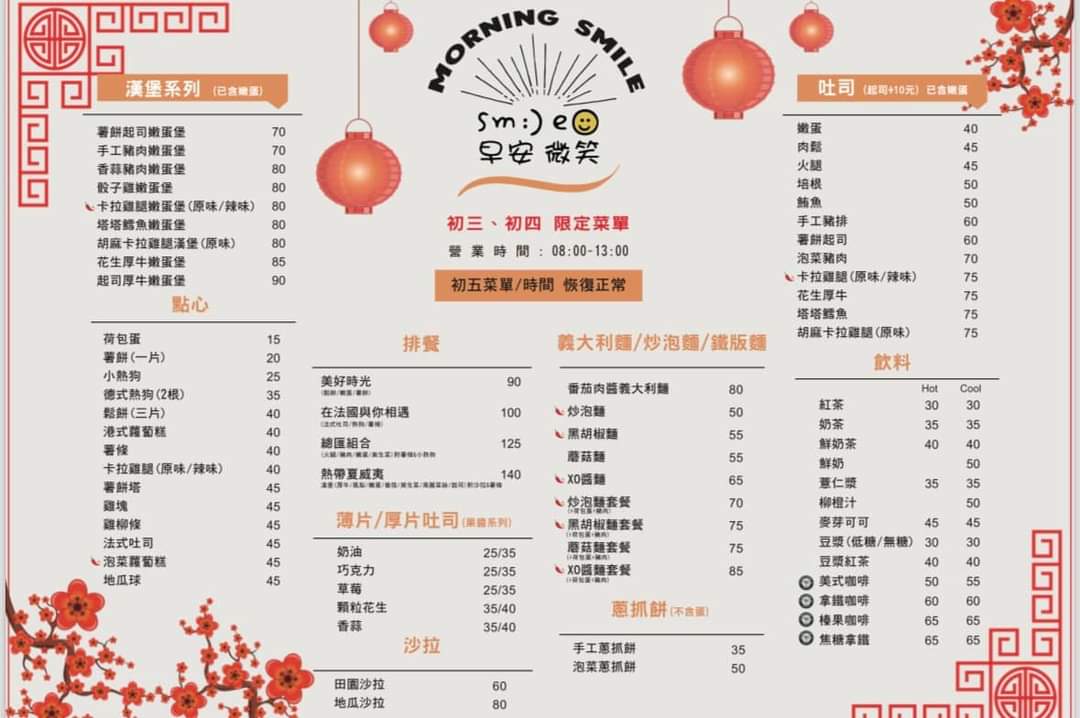 MORNING SMILE
sm:)e
早安 微笑
初三、初四 限定菜單
營業時間：08:00-13:00
初五菜單/時間 恢復正常
漢堡系列 (已含嫩蛋)
薯餅起司嫩蛋堡 70
手工豬肉嫩蛋堡 70
香蒜豬肉嫩蛋堡 80
骰子雞嫩蛋堡 80
卡拉雞腿嫩蛋堡(原味/辣味) 80
塔塔鱈魚嫩蛋堡 80
胡麻卡拉雞腿漢堡(原味) 80
花生厚牛嫩蛋堡 85
起司厚牛嫩蛋堡 90
點心
荷包蛋 15
薯餅(一片) 20
小熱狗 25
德式熱狗(2根) 35
鬆餅(三片) 40
港式蘿蔔糕 40
薯條 40
卡拉雞腿(原味/辣味) 40
薯餅塔 45
雞塊 45
雞柳條 45
法式吐司 45
泡菜蘿蔔糕 45
地瓜球 45
排餐
美好時光 90
在法國與你相遇 100
總匯組合 125
熱帶夏威夷 140
薄片/厚片吐司(果醬系列)
奶油 25/35
巧克力 25/35
草莓 25/35
顆粒花生 35/40
香蒜 35/40
沙拉
田園沙拉 60
地瓜沙拉 80
義大利麵/炒泡麵/鐵版麵
番茄肉醬義大利麵 80
炒泡麵 50
黑胡椒麵 55
蘑菇麵 55
XO醬麵 65
炒泡麵套餐 70
(+荷包蛋+豬肉)
黑胡椒麵套餐 75
(+荷包蛋+豬肉)
蘑菇麵套餐 75
(+荷包蛋+豬肉)
XO醬麵套餐 85
(+荷包蛋+豬肉)
蔥抓餅(不含蛋)
手工蔥抓餅 35
泡菜蔥抓餅 50
吐司 (起司+10元) 已含嫩蛋
嫩蛋 40
肉鬆 45
火腿 45
培根 50
鮪魚 50
手工豬排 60
薯餅起司 60
泡菜豬肉 70
卡拉雞腿(原味/辣味) 75
花生厚牛 75
塔塔鱈魚 75
胡麻卡拉雞腿(原味) 75
飲料
Hot Cool
紅茶 30 30
奶茶 35 35
鮮奶茶 40 40
鮮奶 50
薏仁漿 35 35
柳橙汁 50
麥芽可可 45 45
豆漿(低糖/無糖) 30 30
豆漿紅茶 40 40
美式咖啡 50 55
拿鐵咖啡 60 60
榛果咖啡 65 65
焦糖拿鐵 65 65